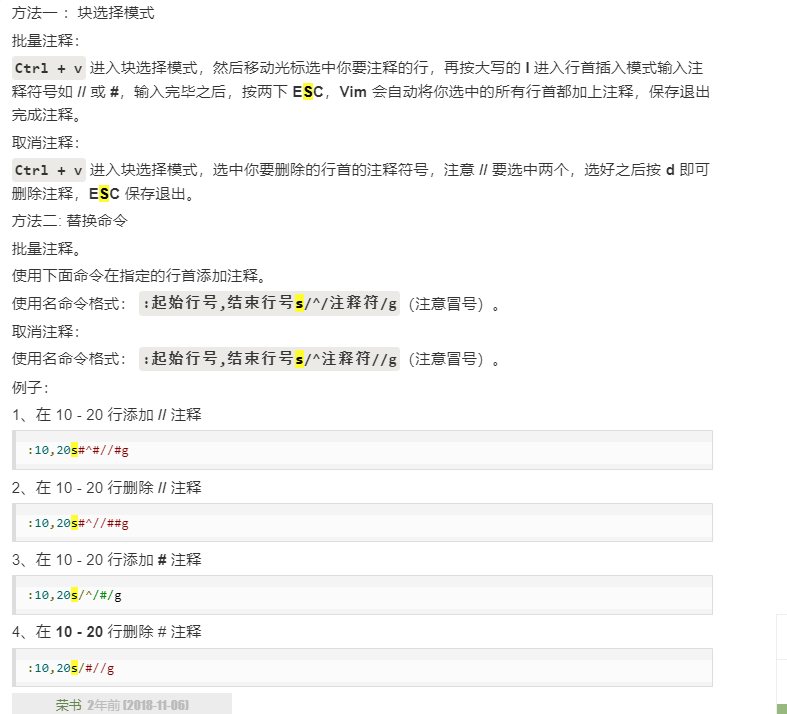 方法一 ：块选择模式
批量注释：
Ctrl + v 进入块选择模式，然后移动光标选中你要注释的行，再按大写的 I 进入行首插入模式输入注
释符号如 // 或 #，输入完毕之后，按两下 ESC，Vim 会自动将你选中的所有行首都加上注释，保存退出
完成注释。
取消注释：
Ctrl + v 进入块选择模式，选中你要删除的行首的注释符号，注意 // 要选中两个，选好之后按 d 即可
删除注释，ESC 保存退出。
方法二: 替换命令
批量注释。
使用下面命令在指定的行首添加注释。
使用名命令格式： :起始行号,结束行号s/^/注释符/g（注意冒号）。
取消注释：
使用名命令格式： :起始行号,结束行号s/^注释符//g（注意冒号）。
例子：
1、在 10 - 20 行添加 // 注释
:10,20s#^#//#g
2、在 10 - 20 行删除 // 注释
:10,20s#^//##g
3、在 10 - 20 行添加 # 注释
:10,20s/^/#/g
4、在 10 - 20 行删除 # 注释
:10,20s/#//g
荣书 2年前 (2018-11-06)